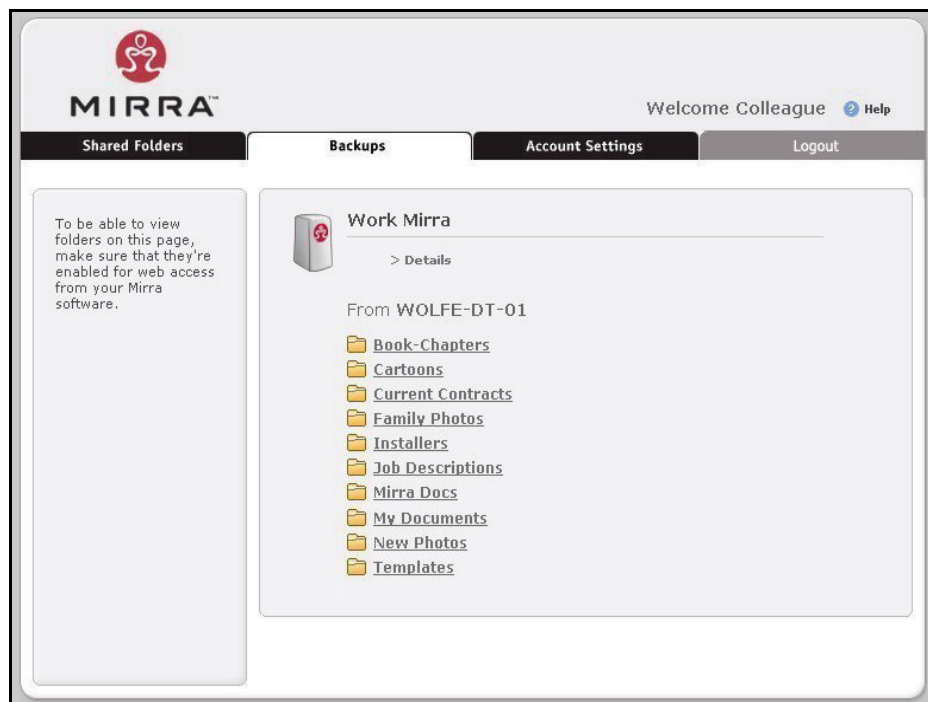 MIRRA™
Welcome Colleague
Help
Shared Folders
Backups
Account Settings
Logout
To be able to view
folders on this page,
make sure that they're
enabled for web access
from your Mirra
software.
Work Mirra
> Details
From WOLFE-DT-01
Book-Chapters
Cartoons
Current Contracts
Family Photos
Installers
Job Descriptions
Mirra Docs
My Documents
New Photos
Templates